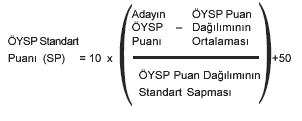 Adayın ÖYSP Puan
ÖYSP – Dağılımının
Puanı Ortalaması
ÖYSP Standart
Puanı (SP) = 10 x +50
ÖYSP Puan Dağılımının
Standart Sapması